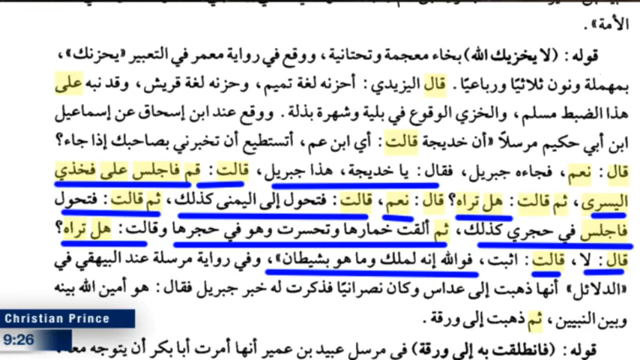 الأمة».
قوله: (لا يخزيك الله) بخاء معجمة وتحتانية، ووقع في رواية معمر في التعبير «يحزنك»،
بمهملة ونون ثلاثيًا ورباعيًا. قال اليزيدي: أحزنه لغة تميم، وحزنه لغة قريش، وقد نبه على
هذا الضبط مسلم، والخزي الوقوع في بلية وشهرة بذلة. ووقع عند ابن إسحاق عن إسماعيل
ابن أبي حكيم مرسلاً «أن خديجة قالت: أي ابن عم، أتستطيع أن تخبرني بصاحبك إذا جاء؟
قال: نعم، فجاءه جبريل، فقال: يا خديجة، هذا جبريل، قالت: قم فاجلس على فخذي
اليسرى، ثم قالت: هل تراه؟ قال: نعم، قالت: فتحول إلى اليمنى كذلك، ثم قالت: فتحول
فاجلس في حجري كذلك، ثم ألقت خمارها وتحسرت وهو في حجرها وقالت: هل تراه؟
قال: لا، قالت: اثبت، فوالله إنه لملك وما هو بشيطان»، وفي رواية مرسلة عند البيهقي في
«الدلائل» أنها ذهبت إلى عداس وكان نصرانيًا فذكرت له خبر جبريل فقال: هو أمين الله بينه
وبين النبيين، ثم ذهبت إلى ورقة.
قوله: (فانطلقت به إلى ورقة) في مرسل عبيد بن عمير أنها أمرت أبا بكر أن يتوجه معه
Christian Prince
9:26